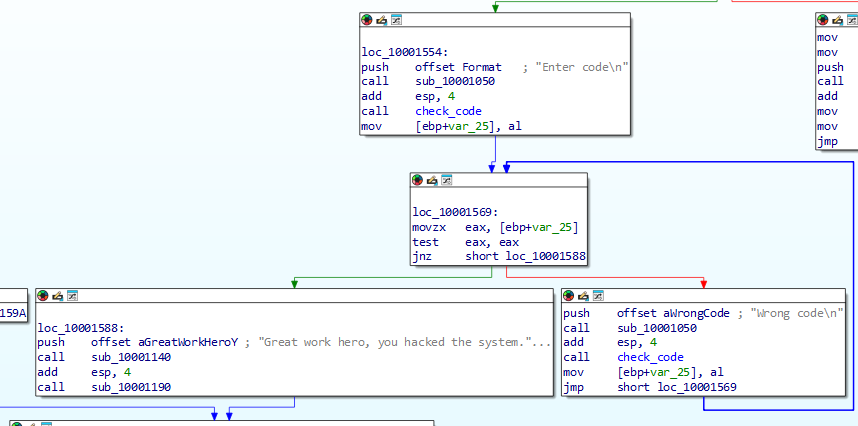 loc_10001554:
push offset Format ; "Enter code\n"
call sub_10001050
add esp, 4
call check_code
mov [ebp+var_25], al
mov
mov
push
call
add
mov
mov
jmp
loc_10001569:
movzx eax, [ebp+var_25]
test eax, eax
jnz short loc_10001588
159A
loc_10001588:
push offset aGreatWorkHeroY ; "Great work hero, you hacked the system."...
call sub_10001140
add esp, 4
call sub_10001190
push offset aWrongCode ; "Wrong code\n"
call sub_10001050
add esp, 4
call check_code
mov [ebp+var_25], al
jmp short loc_10001569